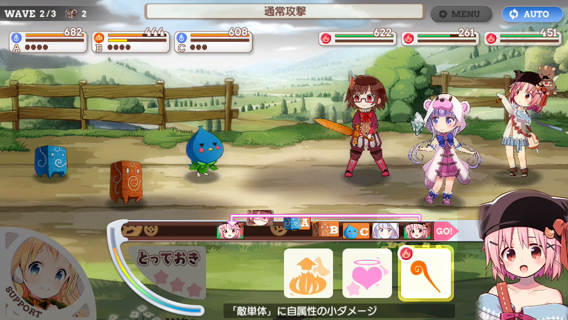 WAVE 2/3 2
通常攻撃
MENU
AUTO
A 682
B 444
C 608
622
261
451
A
B
C
GO!
とっておき
SUPPORT
「敵単体」に自属性の小ダメージ